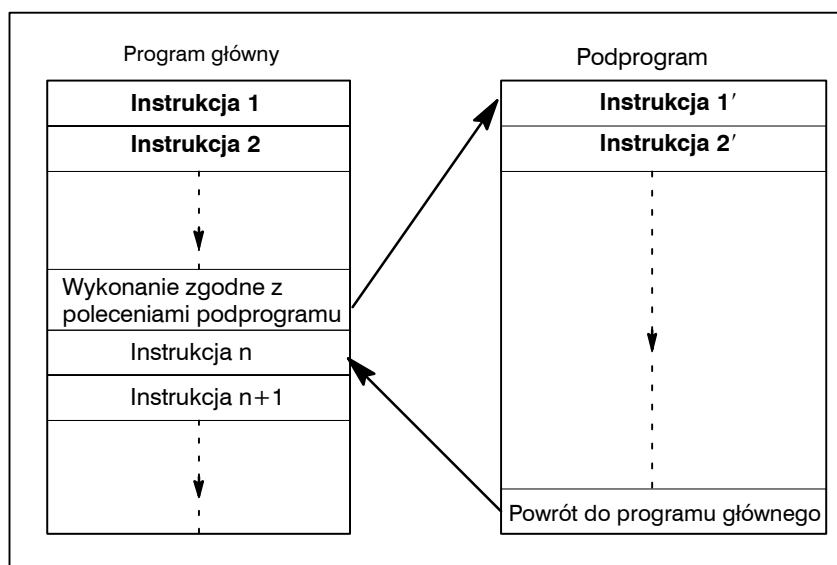 Program główny
Instrukcja 1
Instrukcja 2
Wykonanie zgodne z
poleceniami podprogramu
Instrukcja n
Instrukcja n+1
Podprogram
Instrukcja 1′
Instrukcja 2′
Powrót do programu głównego